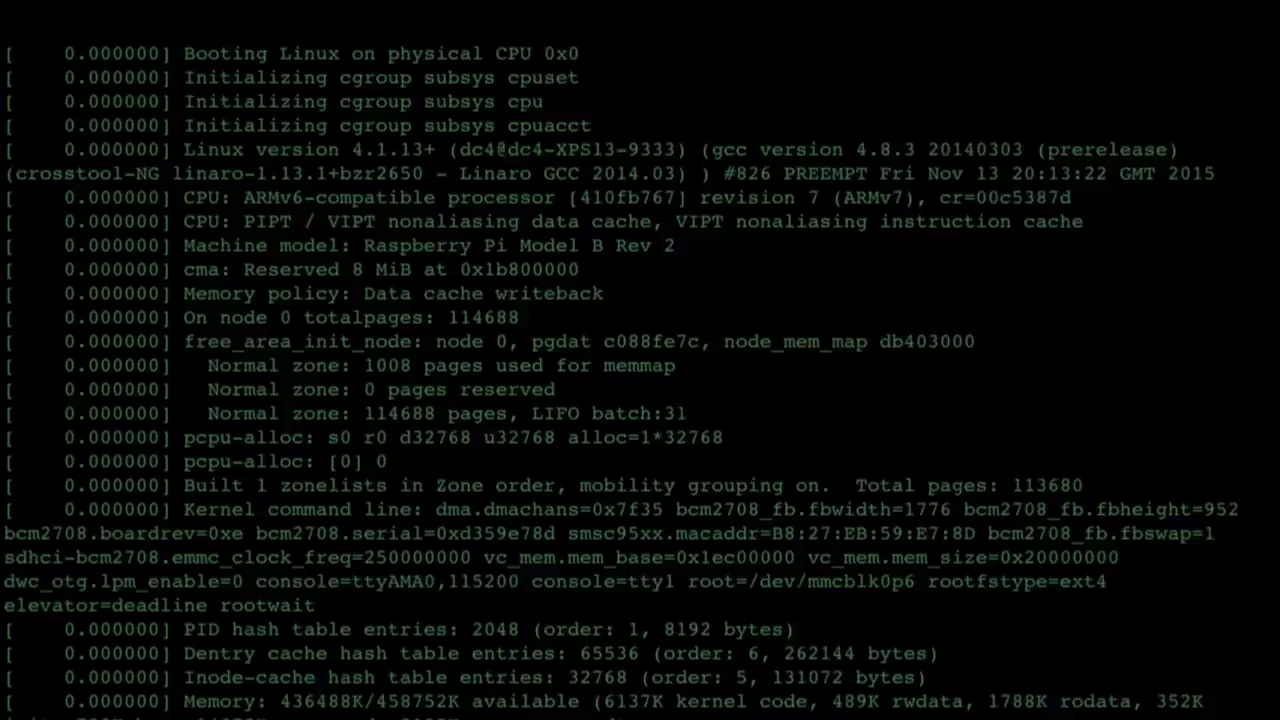 [    0.000000] Booting Linux on physical CPU 0x0
[    0.000000] Initializing cgroup subsys cpuset
[    0.000000] Initializing cgroup subsys cpu
[    0.000000] Initializing cgroup subsys cpuacct
[    0.000000] Linux version 4.1.13+ (dc4@dc4-XPS13-9333) (gcc version 4.8.3 20140303 (prerelease)
(crosstool-NG linaro-1.13.1+bzr2650 - Linaro GCC 2014.03) ) #826 PREEMPT Fri Nov 13 20:13:22 GMT 2015
[    0.000000] CPU: ARMv6-compatible processor [410fb767] revision 7 (ARMv7), cr=00c5387d
[    0.000000] CPU: PIPT / VIPT nonaliasing data cache, VIPT nonaliasing instruction cache
[    0.000000] Machine model: Raspberry Pi Model B Rev 2
[    0.000000] cma: Reserved 8 MiB at 0x1b800000
[    0.000000] Memory policy: Data cache writeback
[    0.000000] On node 0 totalpages: 114688
[    0.000000] free_area_init_node: node 0, pgdat c088fe7c, node_mem_map db403000
[    0.000000]   Normal zone: 1008 pages used for memmap
[    0.000000]   Normal zone: 0 pages reserved
[    0.000000]   Normal zone: 114688 pages, LIFO batch:31
[    0.000000] pcpu-alloc: s0 r0 d32768 u32768 alloc=1*32768
[    0.000000] pcpu-alloc: [0] 0
[    0.000000] Built 1 zonelists in Zone order, mobility grouping on.  Total pages: 113680
[    0.000000] Kernel command line: dma.dmachans=0x7f35 bcm2708_fb.fbwidth=1776 bcm2708_fb.fbheight=952
bcm2708.boardrev=0xe bcm2708.serial=0xd359e78d smsc95xx.macaddr=B8:27:EB:59:E7:8D bcm2708_fb.fbswap=1
sdhci-bcm2708.emmc_clock_freq=250000000 vc_mem.mem_base=0x1ec00000 vc_mem.mem_size=0x20000000
dwc_otg.lpm_enable=0 console=ttyAMA0,115200 console=tty1 root=/dev/mmcblk0p6 rootfstype=ext4
elevator=deadline rootwait
[    0.000000] PID hash table entries: 2048 (order: 1, 8192 bytes)
[    0.000000] Dentry cache hash table entries: 65536 (order: 6, 262144 bytes)
[    0.000000] Inode-cache hash table entries: 32768 (order: 5, 131072 bytes)
[    0.000000] Memory: 436488K/458752K available (6137K kernel code, 489K rwdata, 1788K rodata, 352K